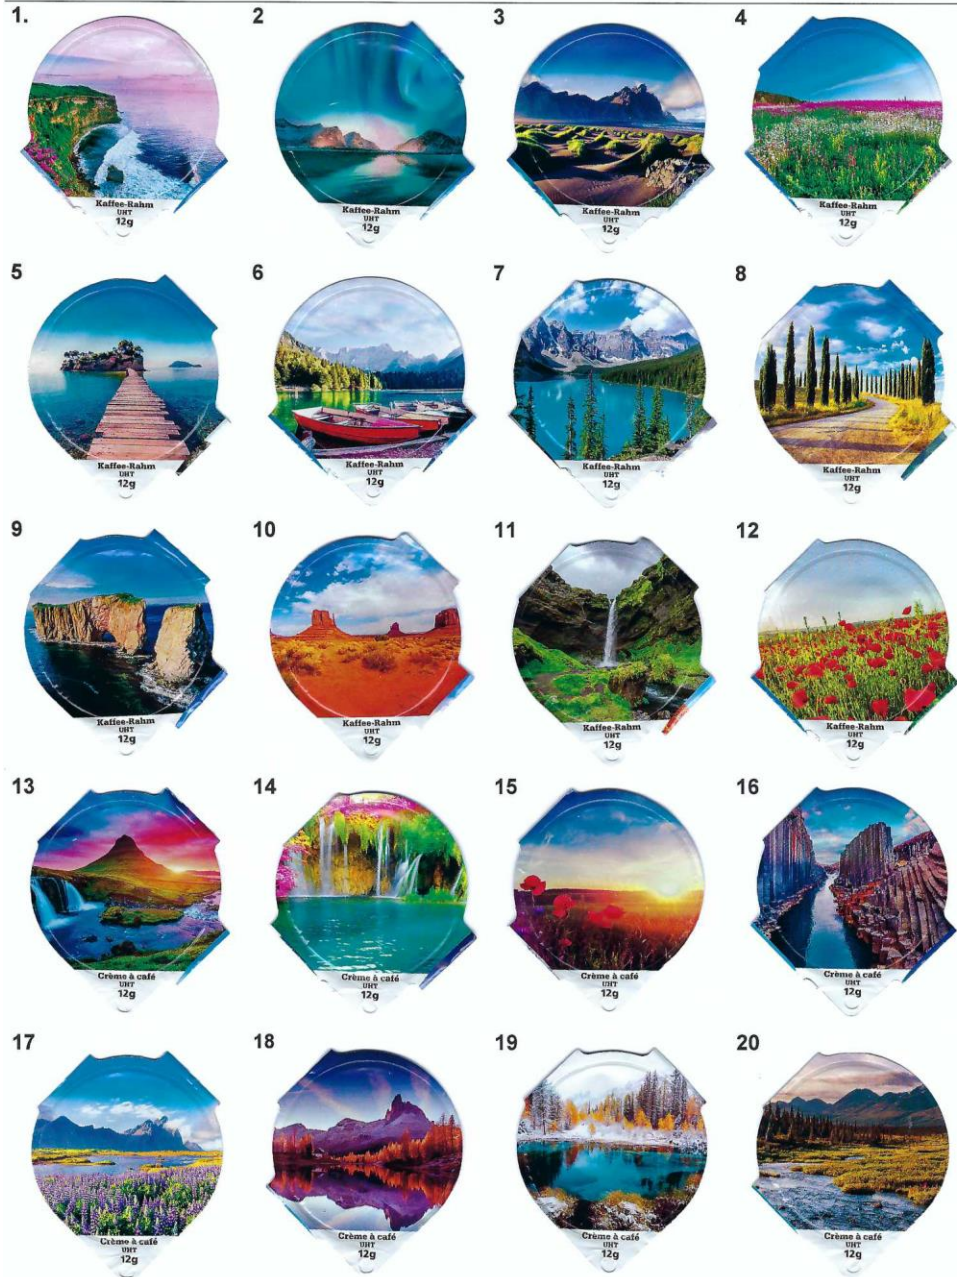 1.
2
3
4
Kaffee-Rahm
UHT
12g
Kaffee-Rahm
UHT
12g
Kaffee-Rahm
UHT
12g
Kaffee-Rahm
UHT
12g
5
6
7
8
Kaffee-Rahm
UHT
12g
Kaffee-Rahm
UHT
12g
Kaffee-Rahm
UHT
12g
Kaffee-Rahm
UHT
12g
9
10
11
12
Kaffee-Rahm
UHT
12g
Kaffee-Rahm
UHT
12g
Kaffee-Rahm
UHT
12g
Kaffee-Rahm
UHT
12g
13
14
15
16
Crème à café
UHT
12g
Crème à café
UHT
12g
Crème à café
UHT
12g
Crème à café
UHT
12g
17
18
19
20
Crème à café
UHT
12g
Crème à café
UHT
12g
Crème à café
UHT
12g
Crème à café
UHT
12g